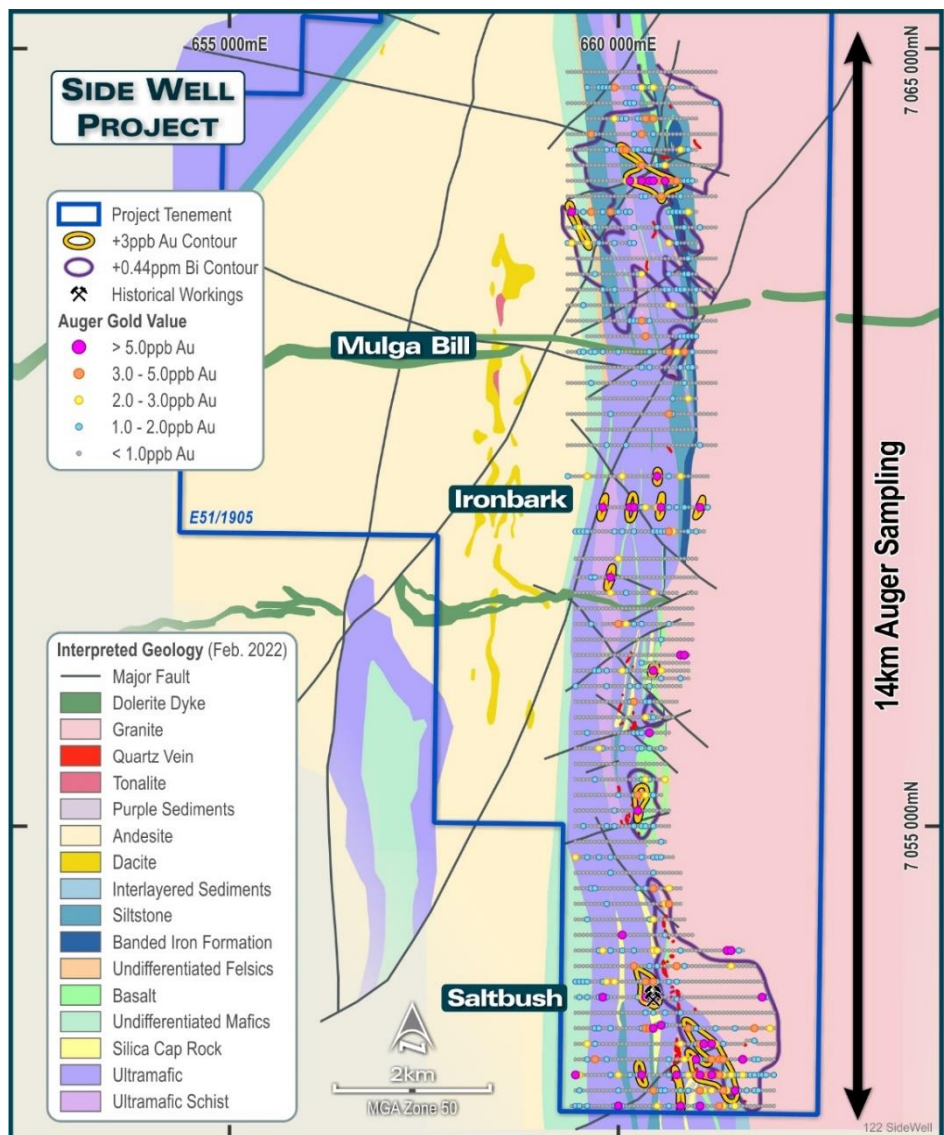 655 000mE
660 000mE
7 065 000mN
SIDE WELL
PROJECT
Project Tenement
+3ppb Au Contour
+0.44ppm Bi Contour
Historical Workings
Auger Gold Value
> 5.0ppb Au
3.0 - 5.0ppb Au
2.0 - 3.0ppb Au
1.0 - 2.0ppb Au
< 1.0ppb Au
Mulga Bill
Ironbark
E51/1905
14km Auger Sampling
Interpreted Geology (Feb. 2022)
Major Fault
Dolerite Dyke
Granite
Quartz Vein
Tonalite
Purple Sediments
Andesite
Dacite
Interlayered Sediments
Siltstone
Banded Iron Formation
Undifferentiated Felsics
Basalt
Undifferentiated Mafics
Silica Cap Rock
Ultramafic
Ultramafic Schist
7 055 000mN
Saltbush
2km
MGA Zone 50
122 SideWell